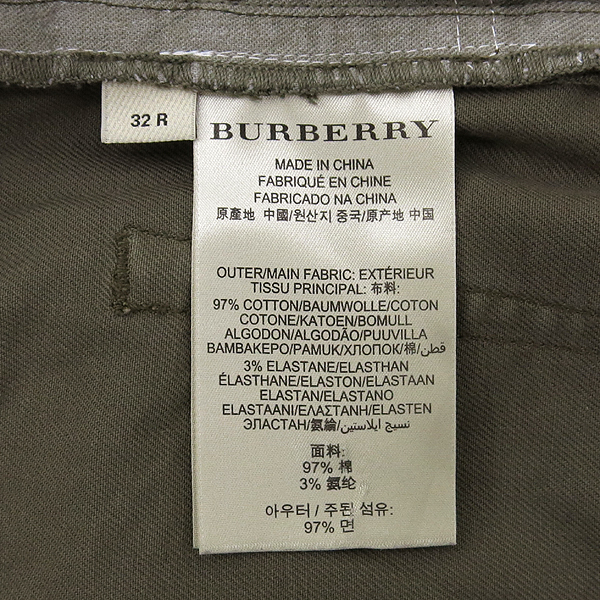 32 R
BURBERRY
MADE IN CHINA
FABRIQUÉ EN CHINE
FABRICADO NA CHINA
原產地 中國/원산지 중국/原产地 中国
OUTER/MAIN FABRIC: EXTÉRIEUR
TISSU PRINCIPAL: 布料:
97% COTTON/BAUMWOLLE/COTON
COTONE/KATOEN/BOMULL
ALGODON/ALGODÃO/PUUVILLA
BAMBAKEPO/PAMUK/ХЛОПОК/棉/قطن
3% ELASTANE/ELASTHAN
ÉLASTHANE/ELASTON/ELASTAAN
ELASTAN/ELASTANO
ELASTAANI/ΕΛΑΣΤΑΝΗ/ELASTEN
ЭЛАСТАН/氨綸/نسيج ايلاستين
面料:
97% 棉
3% 氨纶
아우터 / 주된 섬유:
97% 면